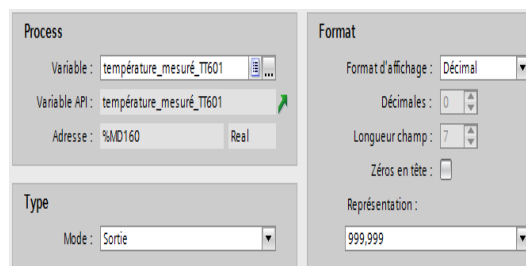 Process
Variable : température_mesuré_TT601 ...
Variable API : température_mesuré_TT601
Adresse : %MD160 Real
Type
Mode : Sortie
Format
Format d'affichage : Décimal
Décimales : 0
Longueur champ : 7
Zéros en tête :
Représentation :
999,999